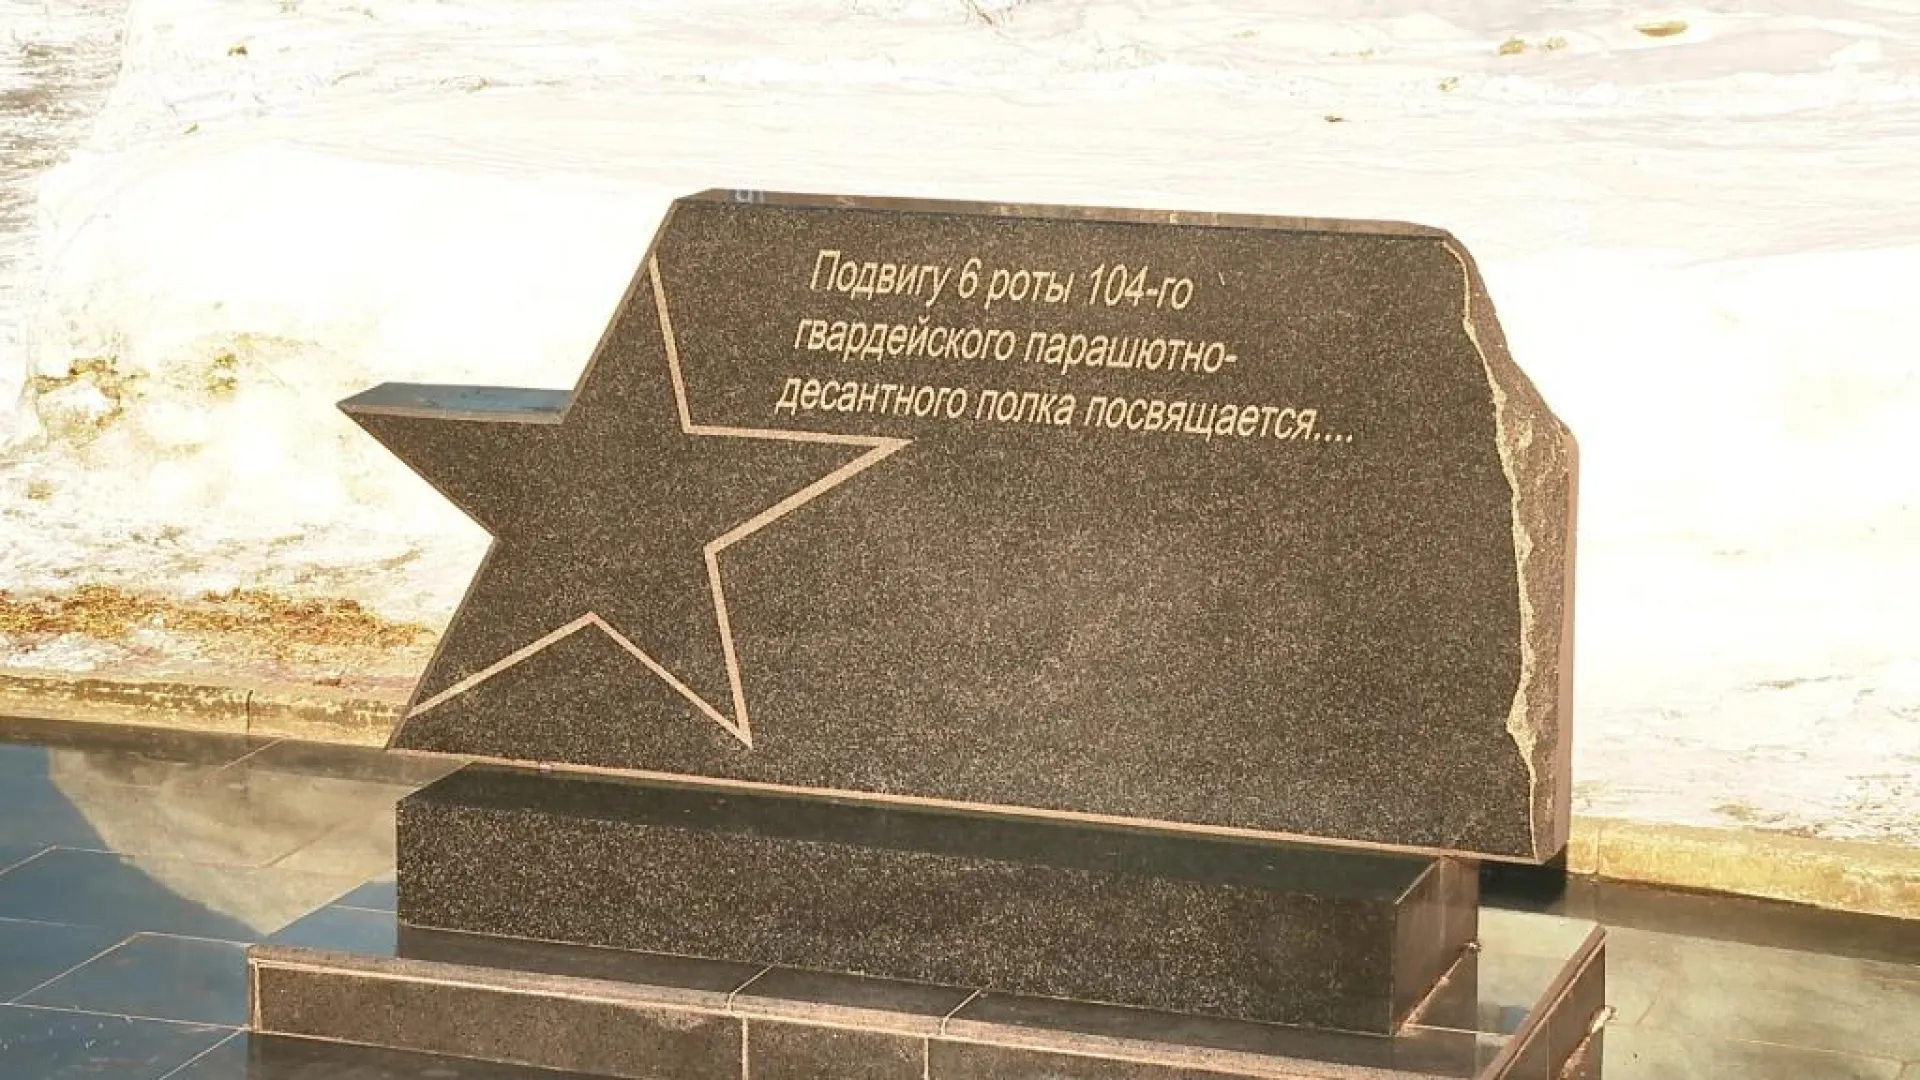 Подвигу 6 роты 104-го
гвардейского парашютно-
десантного полка посвящается....